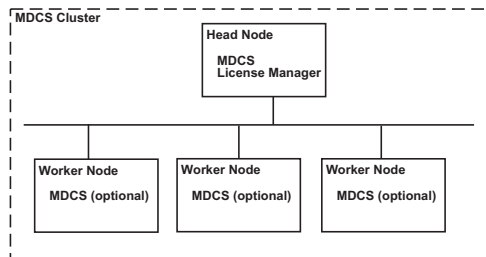 MDCS Cluster
Head Node
MDCS
License Manager
Worker Node
MDCS (optional)
Worker Node
MDCS (optional)
Worker Node
MDCS (optional)